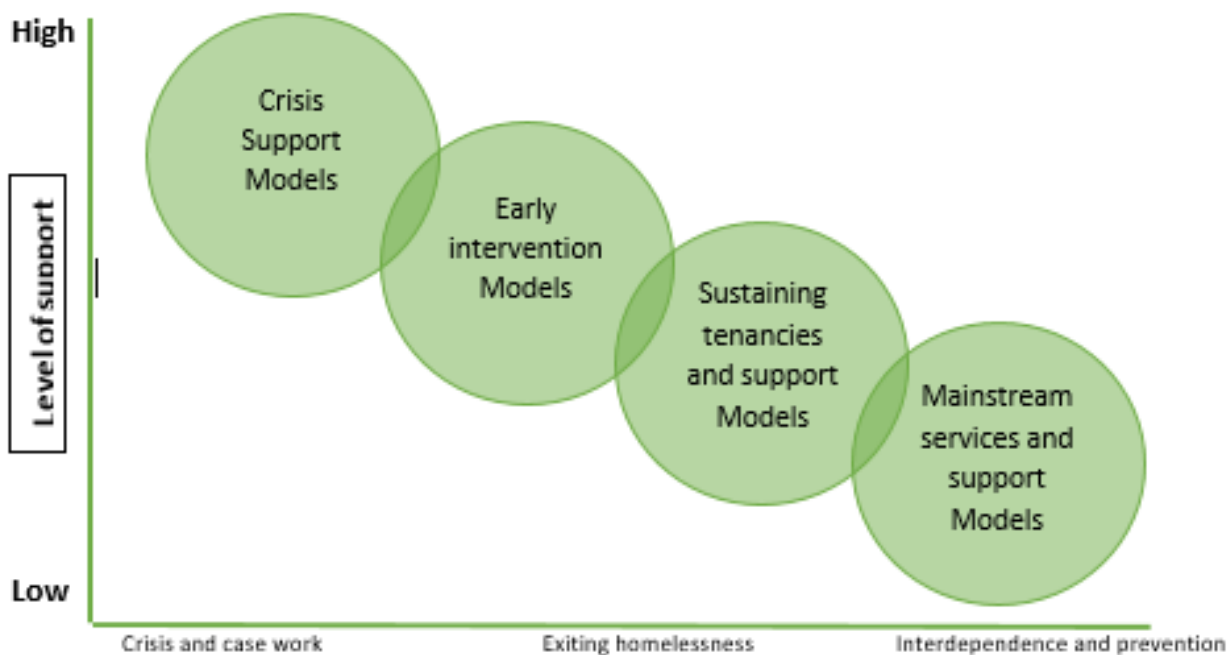 High
Crisis
Support
Models
Early
intervention
Models
Level of support
Sustaining
tenancies
and support
Models
Mainstream
services and
support
Models
Low
Crisis and case work
Exiting homelessness
Interdependence and prevention